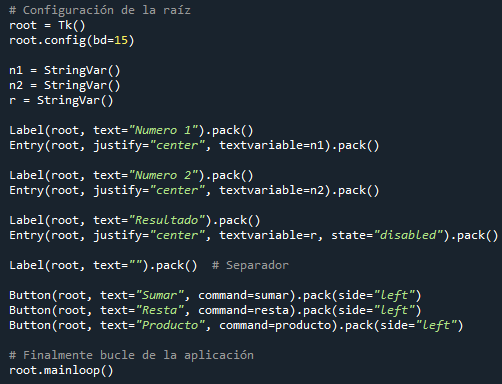 # Configuración de la raíz
root = Tk()
root.config(bd=15)

n1 = StringVar()
n2 = StringVar()
r = StringVar()

Label(root, text="Numero 1").pack()
Entry(root, justify="center", textvariable=n1).pack()

Label(root, text="Numero 2").pack()
Entry(root, justify="center", textvariable=n2).pack()

Label(root, text="Resultado").pack()
Entry(root, justify="center", textvariable=r, state="disabled").pack()

Label(root, text="").pack()  # Separador

Button(root, text="Sumar", command=sumar).pack(side="left")
Button(root, text="Resta", command=resta).pack(side="left")
Button(root, text="Producto", command=producto).pack(side="left")

# Finalmente bucle de la aplicación
root.mainloop()